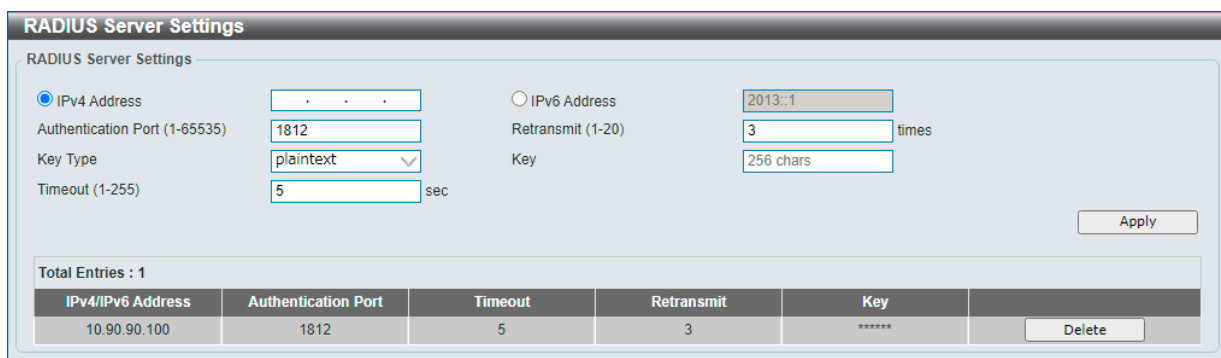 RADIUS Server Settings
RADIUS Server Settings
IPv4 Address . . . IPv6 Address 2013::1
Authentication Port (1-65535) 1812 Retransmit (1-20) 3 times
Key Type plaintext Key 256 chars
Timeout (1-255) 5 sec
Apply
Total Entries : 1
IPv4/IPv6 Address Authentication Port Timeout Retransmit Key
10.90.90.100 1812 5 3 ****** Delete